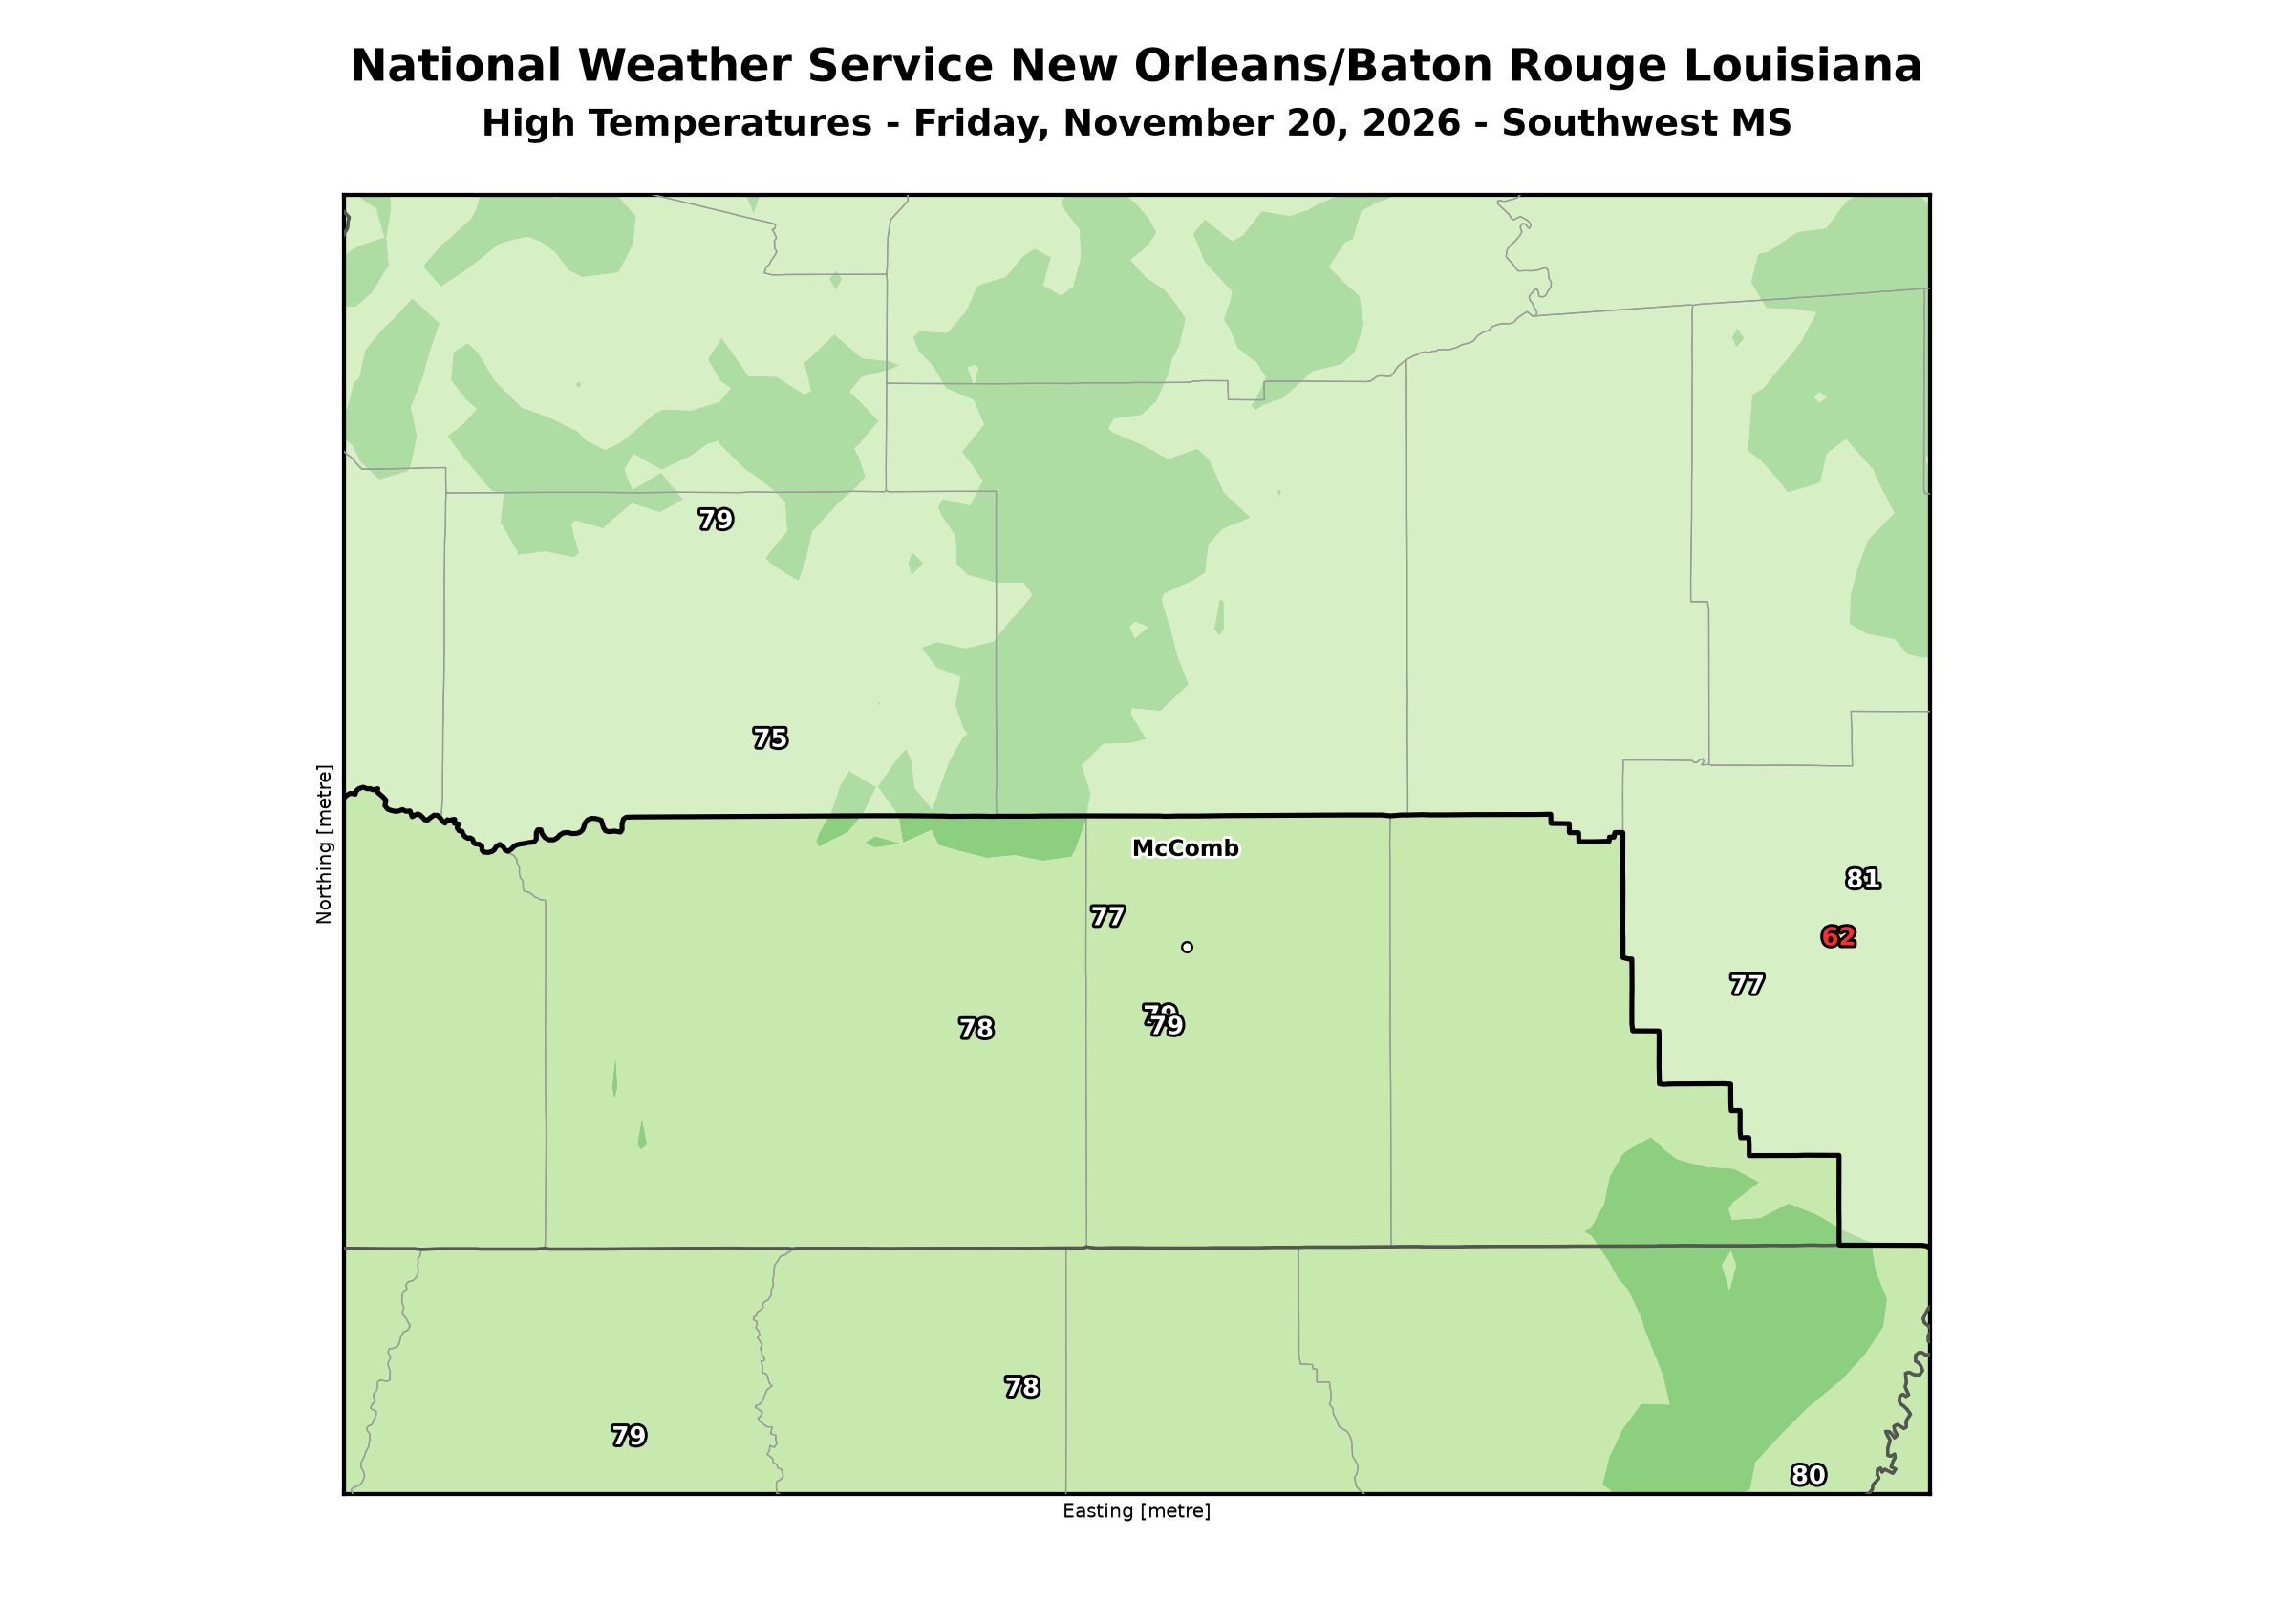 National Weather Service New Orleans/Baton Rouge Louisiana
High Temperatures - Friday, November 20, 2026 - Southwest MS
79
75
McComb
81
77
62
77
79
78
78
79
80
Northing [metre]
Easting [metre]